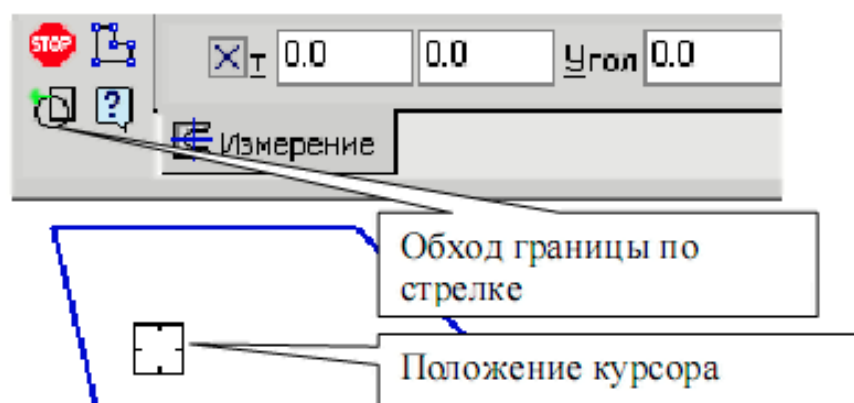 STOP
т 0.0 0.0 Угол 0.0
?
Измерение
Обход границы по
стрелке
Положение курсора